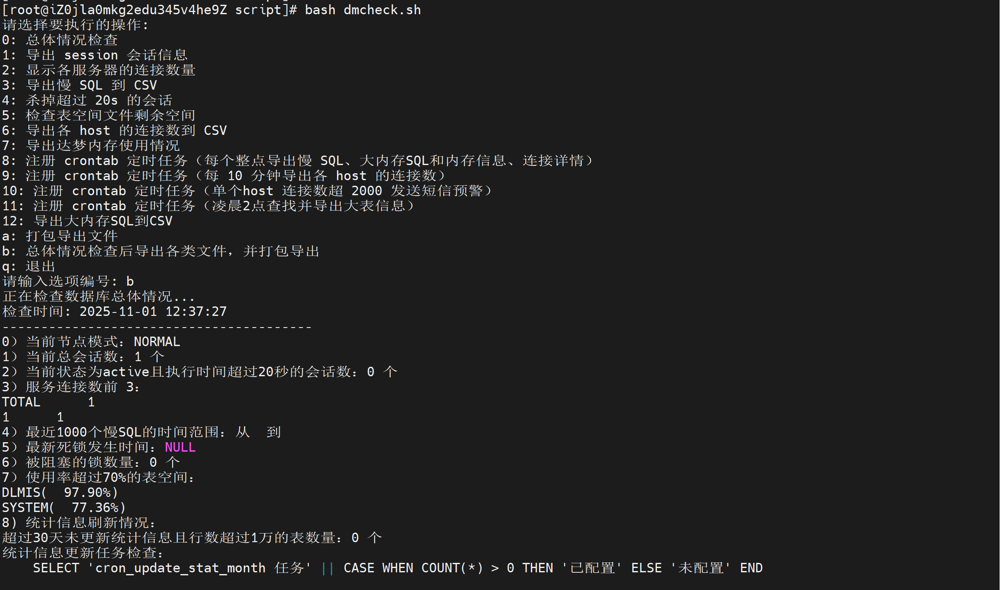 [root@iZ0jla0mkg2edu345v4he9Z script]# bash dmcheck.sh
请选择要执行的操作:
0: 总体情况检查
1: 导出 session 会话信息
2: 显示各服务器的连接数量
3: 导出慢 SQL 到 CSV
4: 杀掉超过 20s 的会话
5: 检查表空间文件剩余空间
6: 导出各 host 的连接数到 CSV
7: 导出达梦内存使用情况
8: 注册 crontab 定时任务（每个整点导出慢 SQL、大内存SQL和内存信息、连接详情）
9: 注册 crontab 定时任务（每 10 分钟导出各 host 的连接数）
10: 注册 crontab 定时任务（单个host 连接数超 2000 发送短信预警）
11: 注册 crontab 定时任务（凌晨2点查找并导出大表信息）
12: 导出大内存SQL到CSV
a: 打包导出文件
b: 总体情况检查后导出各类文件，并打包导出
q: 退出
请输入选项编号: b
正在检查数据库总体情况...
检查时间: 2025-11-01 12:37:27
----------------------------------------
0）当前节点模式：NORMAL
1）当前总会话数：1 个
2）当前状态为active且执行时间超过20秒的会话数：0 个
3）服务连接数前 3：
TOTAL      1
1      1
4）最近1000个慢SQL的时间范围：从  到
5）最新死锁发生时间：NULL
6）被阻塞的锁数量：0 个
7）使用率超过70%的表空间：
DLMIS(  97.90%)
SYSTEM(  77.36%)
8) 统计信息刷新情况：
超过30天未更新统计信息且行数超过1万的表数量：0 个
统计信息更新任务检查：
    SELECT 'cron_update_stat_month 任务' || CASE WHEN COUNT(*) > 0 THEN '已配置' ELSE '未配置' END